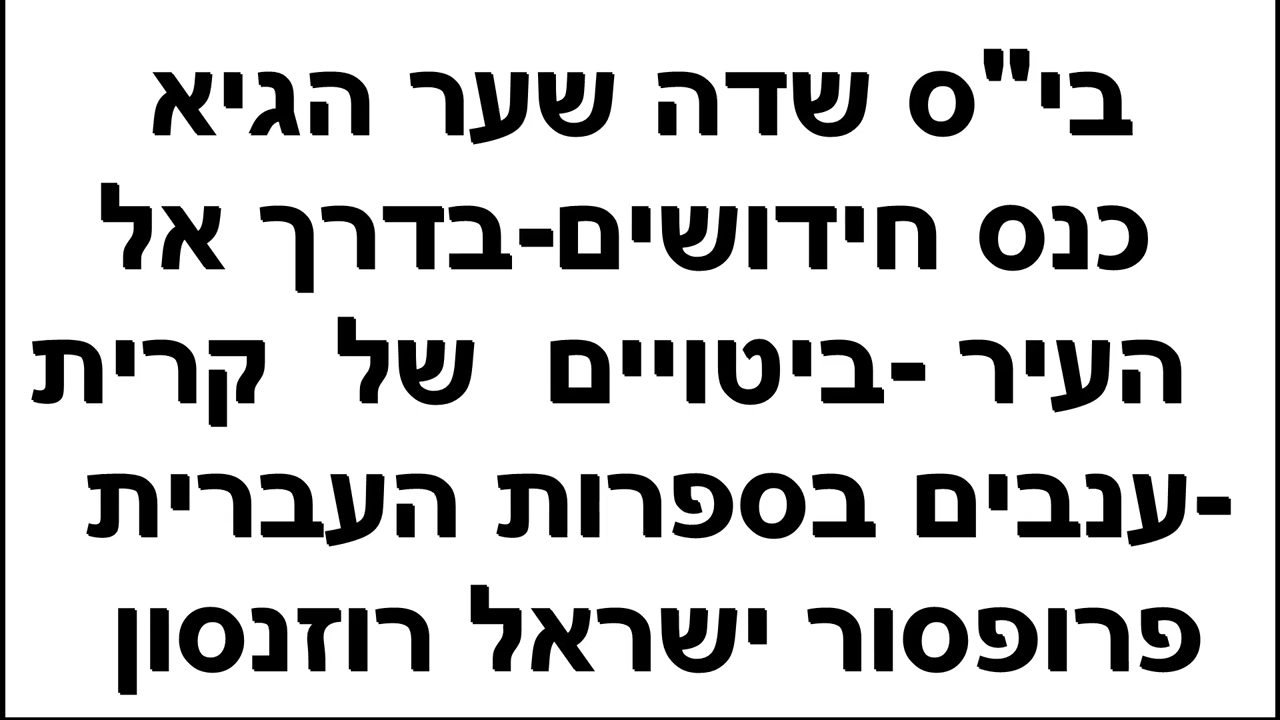 בי"ס שדה שער הגיא
כנס חידושים-בדרך אל
העיר -ביטויים של קרית
-ענבים בספרות העברית
פרופסור ישראל רוזנסון